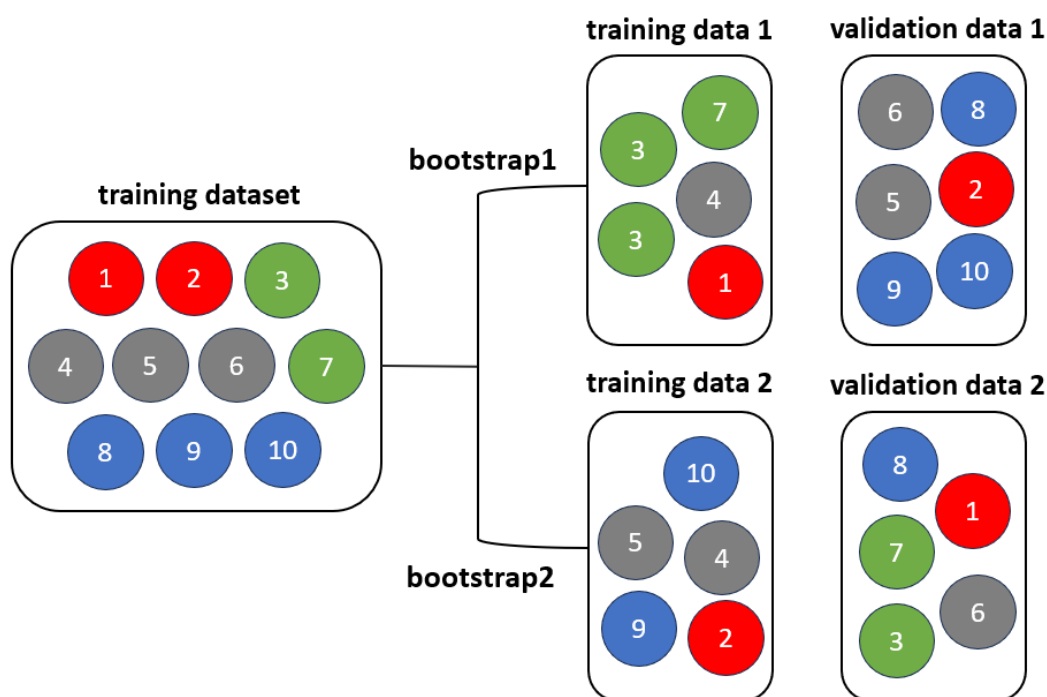 training dataset
1 2 3
4 5 6 7
8 9 10
bootstrap1
training data 1
7
3
4
3
1
validation data 1
6 8
5 2
9 10
bootstrap2
training data 2
10
5 4
9 2
validation data 2
8
1
7
6
3